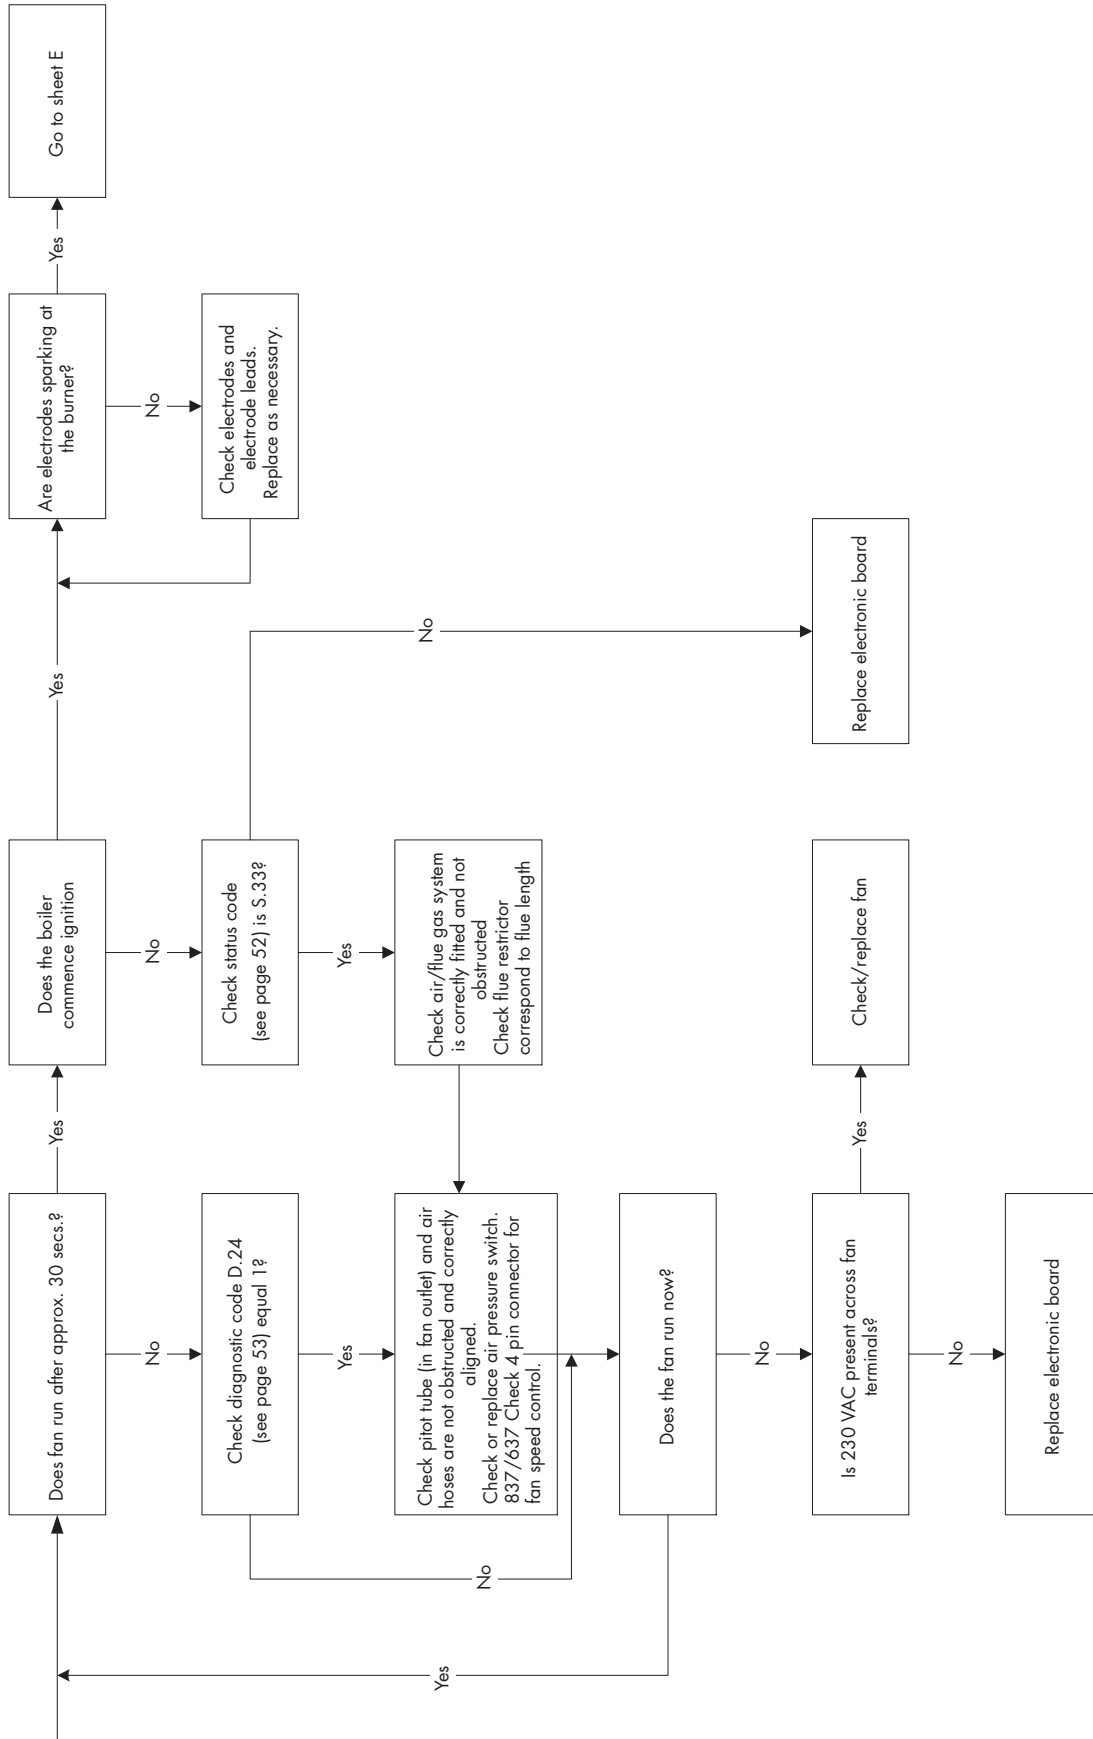 Does fan run after approx. 30 secs.?
Yes
Does the boiler
commence ignition
Yes
Are electrodes sparking at
the burner?
Yes
Go to sheet E
No
Check diagnostic code D.24
(see page 53) equal 1?
No
Check status code
(see page 52) is S.33?
No
Check electrodes and
electrode leads.
Replace as necessary.
Yes
Check pitot tube (in fan outlet) and air
hoses are not obstructed and correctly
aligned.
Check or replace air pressure switch.
837/637 Check 4 pin connector for
fan speed control.
Yes
Check air/flue gas system
is correctly fitted and not
obstructed
Check flue restrictor
correspond to flue length
No
No
Does the fan run now?
Yes
No
Is 230 VAC present across fan
terminals?
Yes
Check/replace fan
Replace electronic board
No
Replace electronic board